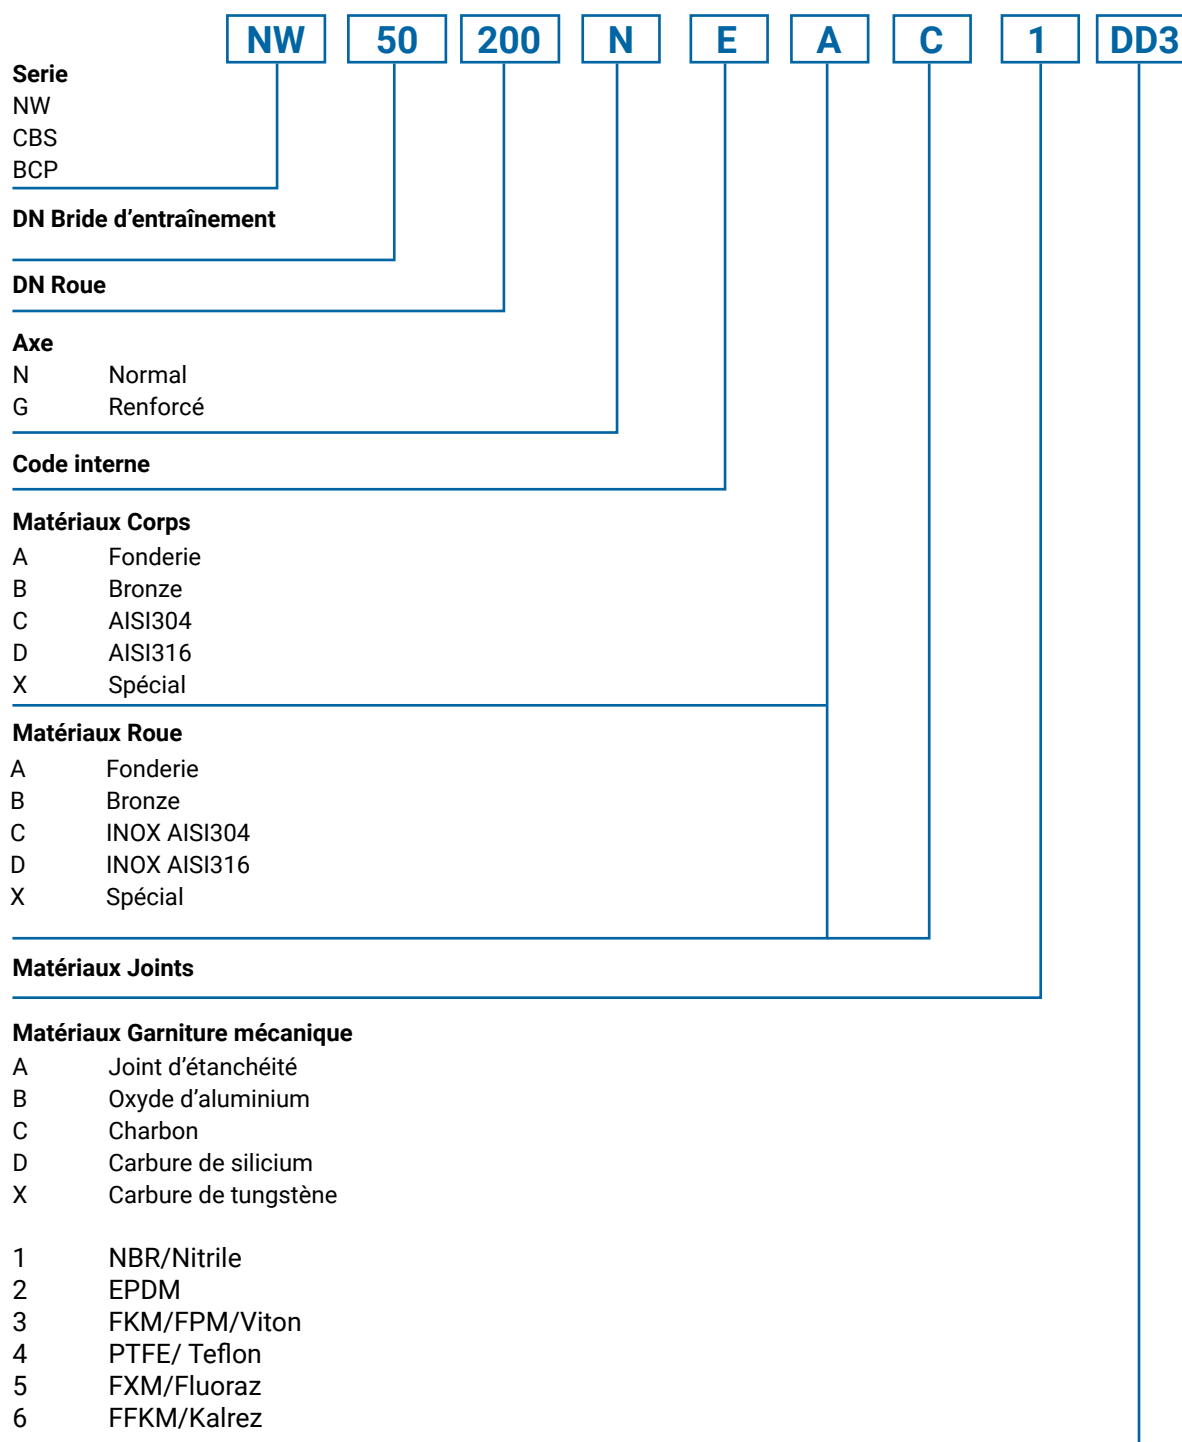 NW 50 200 N E A C 1 DD3
Serie
NW
CBS
BCP
DN Bride d’entraînement
DN Roue
Axe
N Normal
G Renforcé
Code interne
Matériaux Corps
A Fonderie
B Bronze
C AISI304
D AISI316
X Spécial
Matériaux Roue
A Fonderie
B Bronze
C INOX AISI304
D INOX AISI316
X Spécial
Matériaux Joints
Matériaux Garniture mécanique
A Joint d’étanchéité
B Oxyde d’aluminium
C Charbon
D Carbure de silicium
X Carbure de tungstène
1 NBR/Nitrile
2 EPDM
3 FKM/FPM/Viton
4 PTFE/ Teflon
5 FXM/Fluoraz
6 FFKM/Kalrez